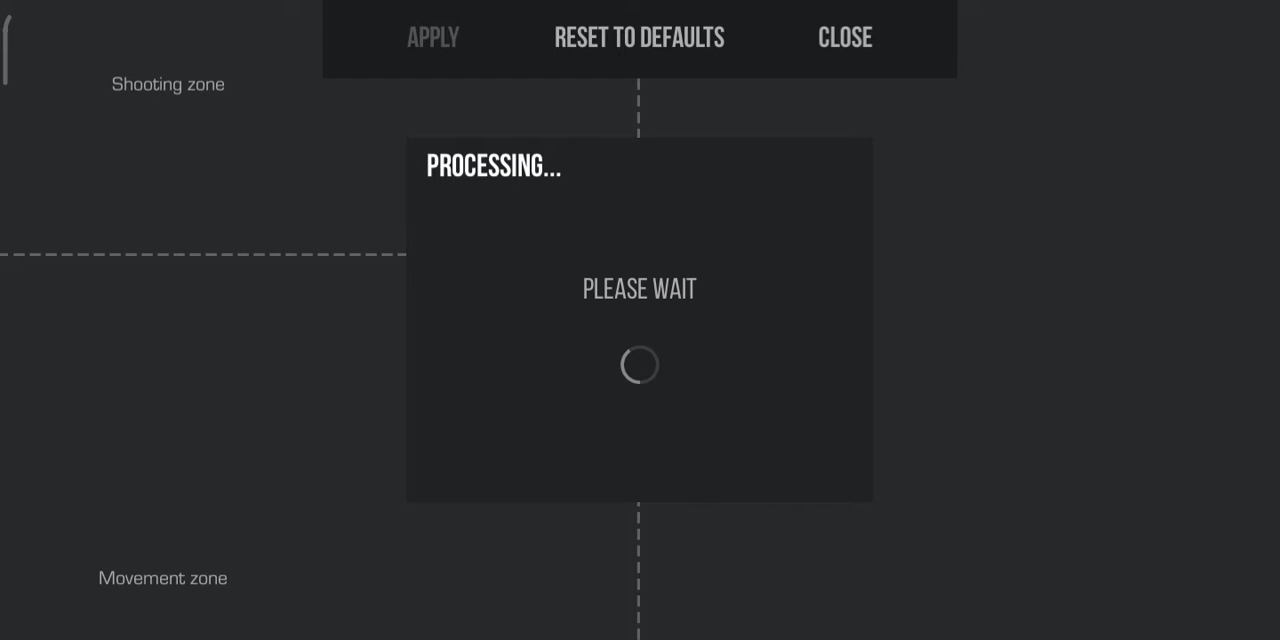 APPLY RESET TO DEFAULTS CLOSE
Shooting zone
PROCESSING...
PLEASE WAIT
Movement zone